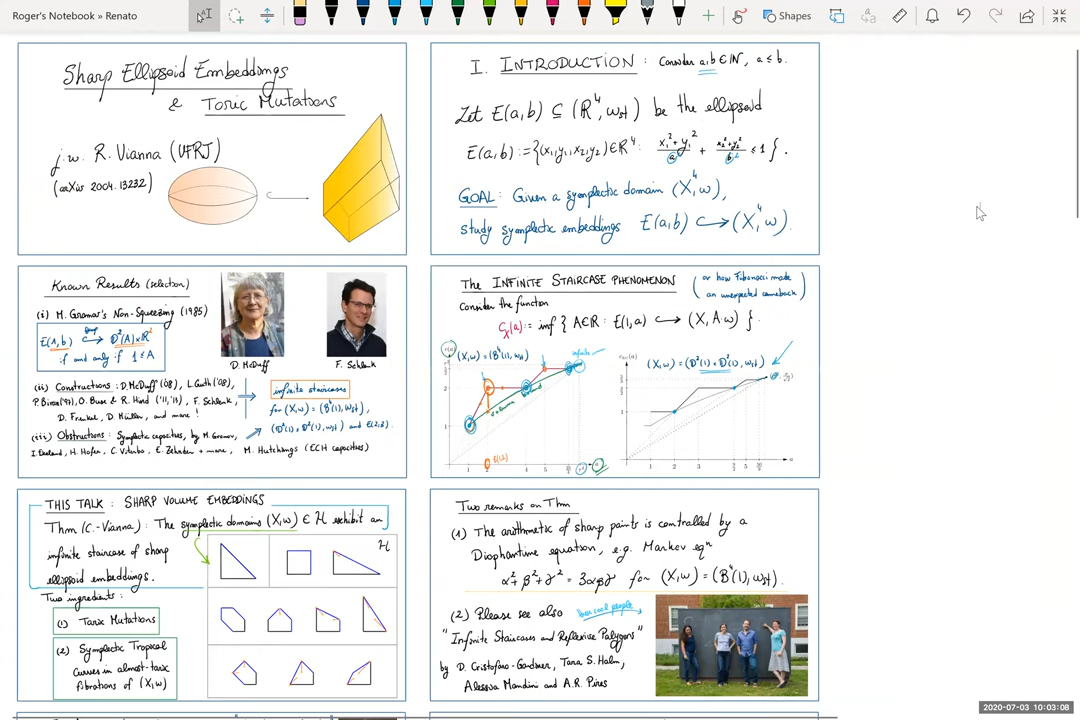 Roger's Notebook » Renato
Shapes
Sharp Ellipsoid Embeddings
& Toric Mutations
j.w. R. Vianna (UFRJ)
(arXiv 2004.13232)
I. INTRODUCTION : Consider a,b ∈ ℕ, a ≤ b.
Let E(a,b) ⊆ (ℝ⁴, ωst) be the ellipsoid
E(a,b) := {(x₁,y₁,x₂,y₂) ∈ ℝ⁴ : (x₁²+y₁²)/a + (x₂²+y₂²)/b ≤ 1}.
GOAL : Given a symplectic domain (X⁴, ω),
study symplectic embeddings E(a,b) ↪ (X⁴, ω).
Known Results (selection)
(i) M. Gromov's Non-Squeezing (1985)
E(1,b) ↪ D²(A)×ℝ²
if and only if 1 ≤ A
D. McDuff
F. Schlenk
(ii) Constructions : D. McDuff ('08), L. Guth ('08),
P. Biran ('97), O. Buse & R. Hind ('11,'13), F. Schlenk,
D. Frenkel, D. Müller, and more!
infinite staircases
for (X,ω) = (B⁴(1), ωst),
(D²(1) × D²(1), ωst) and E(2,3).
(iii) Obstructions : Symplectic capacities, by M. Gromov,
I. Ekeland, H. Hofer, C. Viterbo, E. Zehnder + more, M. Hutchings (ECH capacities)
The INFINITE STAIRCASE PHENOMENON
(or how Fibonacci made
an unexpected comeback)
Consider the function
Cx(a) := inf { A ∈ ℝ : E(1,a) ↪ (X, A·ω) }.
(X,ω) = (B⁴(1), ωst)
infinite
volume bound
E(1,2)
(X,ω) = (D²(1) × D²(1), ωst)
THIS TALK : SHARP VOLUME EMBEDDINGS
Thm (C.-Vianna) : The symplectic domains (X,ω) ∈ H exhibit an
infinite staircase of sharp
ellipsoid embeddings.
H
Two ingredients :
(1) Toric Mutations
(2) Symplectic Tropical
Curves in almost-toric
fibrations of (X,ω)
Two remarks on Thm
(1) The arithmetic of sharp points is controlled by a
Diophantine equation, e.g. Markov eqⁿ
α²+β²+γ² = 3αβγ for (X,ω) = (B⁴(1), ωst).
(2) Please see also
"Infinite Staircases and Reflexive Polygons"
by D. Cristofaro-Gardiner, Tara S. Holm,
Alessia Mandini and A.R. Pires
2020-07-03 10:03:08